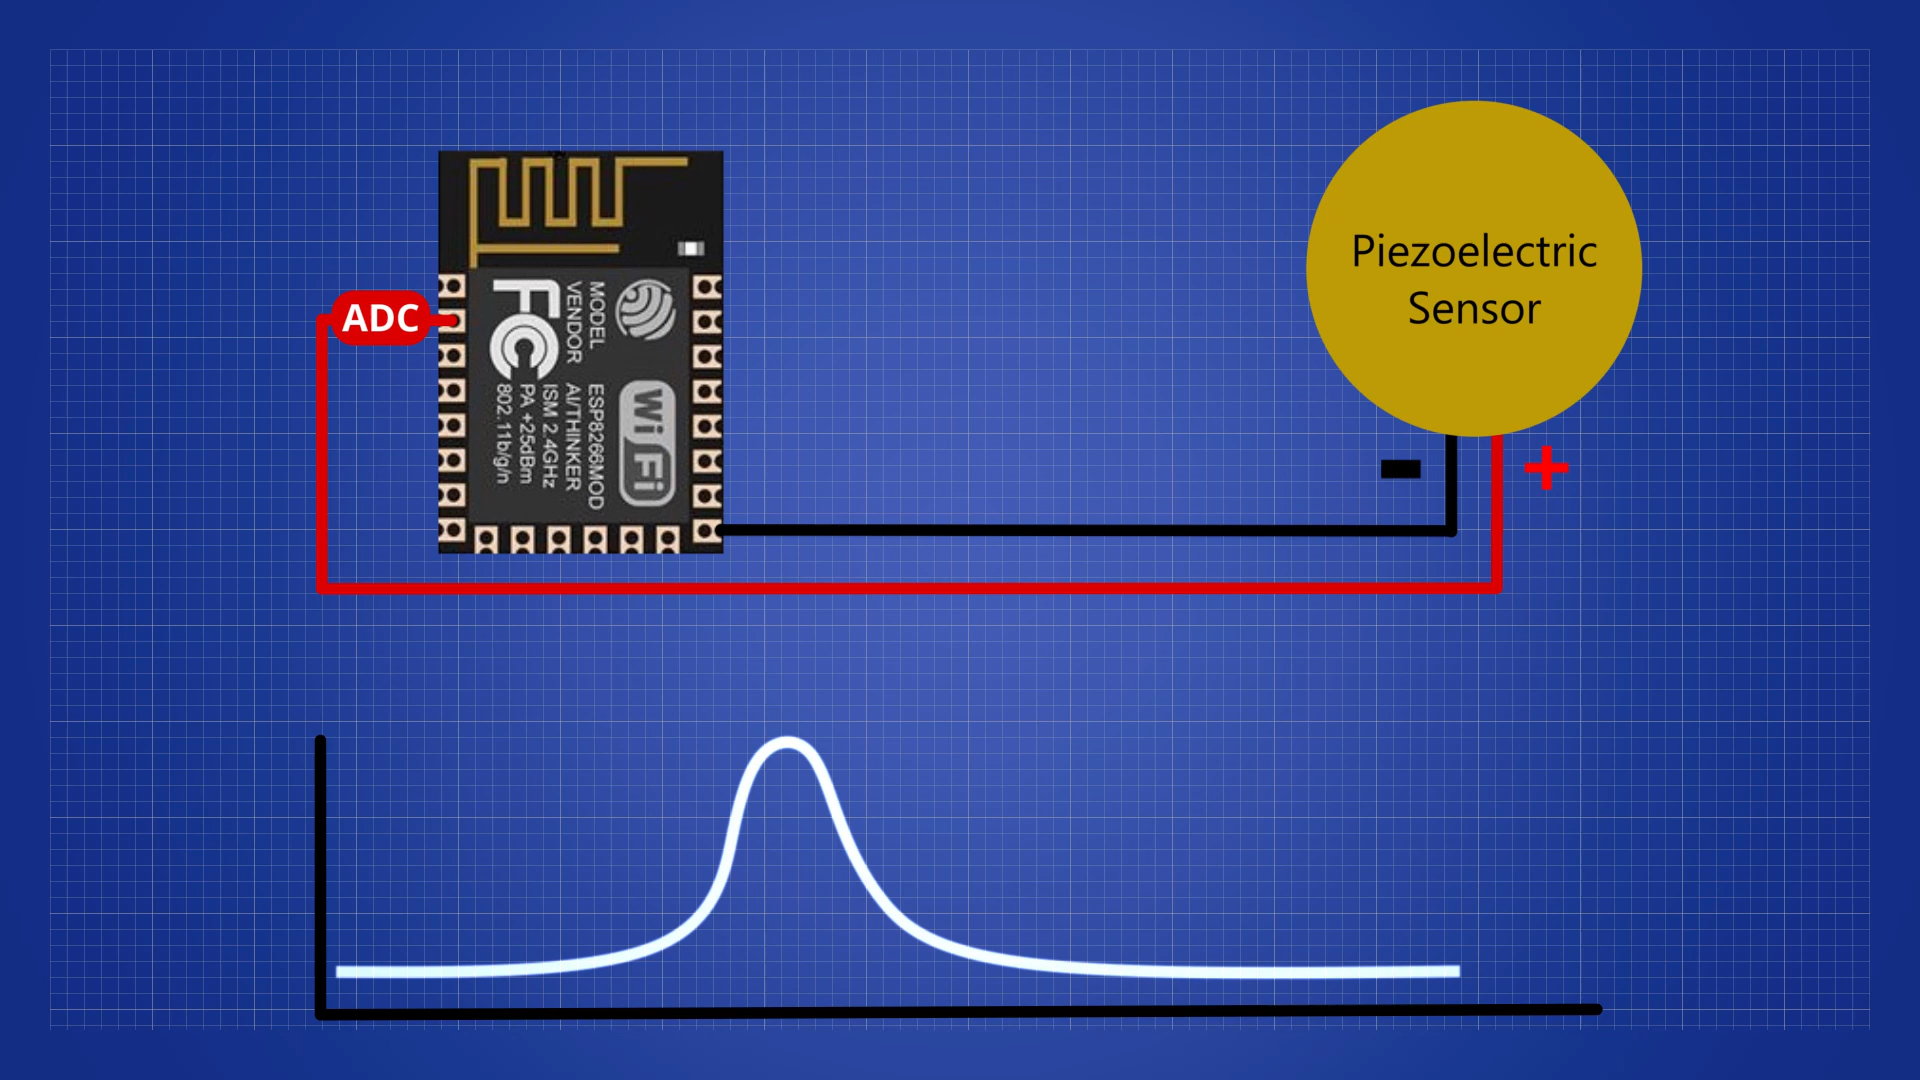 ADC
FC
MODEL
VENDOR
ESP8266MOD
AI/THINKER
ISM 2.4GHz
PA +25dBm
802.11b/g/n
Wi Fi
Piezoelectric
Sensor
-
+